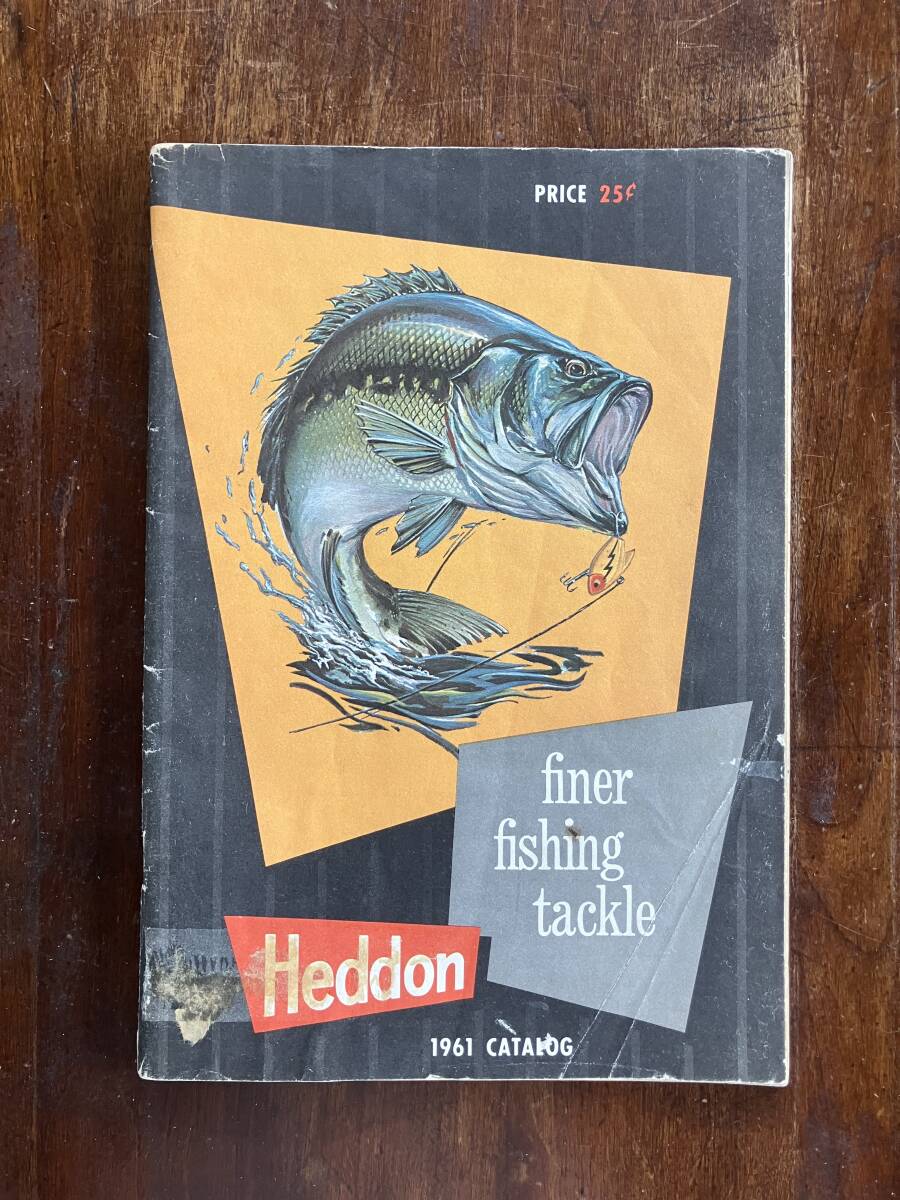 PRICE 25¢
finer
fishing
tackle
Heddon
1961 CATALOG